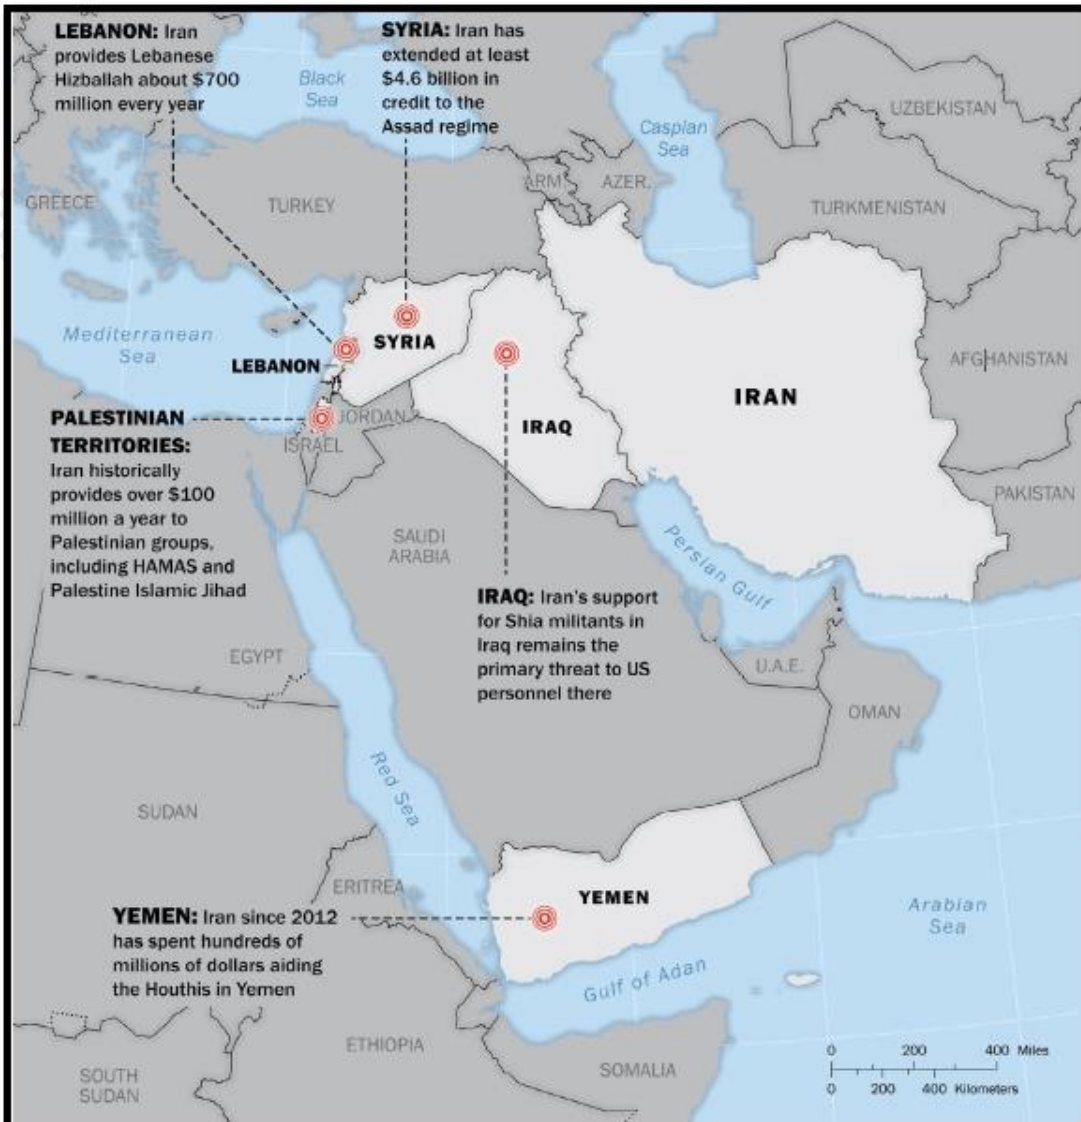 LEBANON: Iran
provides Lebanese
Hizballah about $700
million every year
SYRIA: Iran has
extended at least
$4.6 billion in
credit to the
Assad regime
Black
Sea
Caspian
Sea
UZBEKISTAN
GREECE
TURKEY
ARM.
AZER.
TURKMENISTAN
Mediterranean
Sea
SYRIA
LEBANON
AFGHANISTAN
IRAN
PALESTINIAN
TERRITORIES:
Iran historically
provides over $100
million a year to
Palestinian groups,
including HAMAS and
Palestine Islamic Jihad
JORDAN
ISRAEL
IRAQ
PAKISTAN
SAUDI
ARABIA
Persian Gulf
IRAQ: Iran's support
for Shia militants in
Iraq remains the
primary threat to US
personnel there
EGYPT
U.A.E.
OMAN
Red Sea
SUDAN
ERITREA
YEMEN
YEMEN: Iran since 2012
has spent hundreds of
millions of dollars aiding
the Houthis in Yemen
Arabian
Sea
Gulf of Adan
ETHIOPIA
SOMALIA
SOUTH
SUDAN
0 200 400 Miles
0 200 400 Kilometers